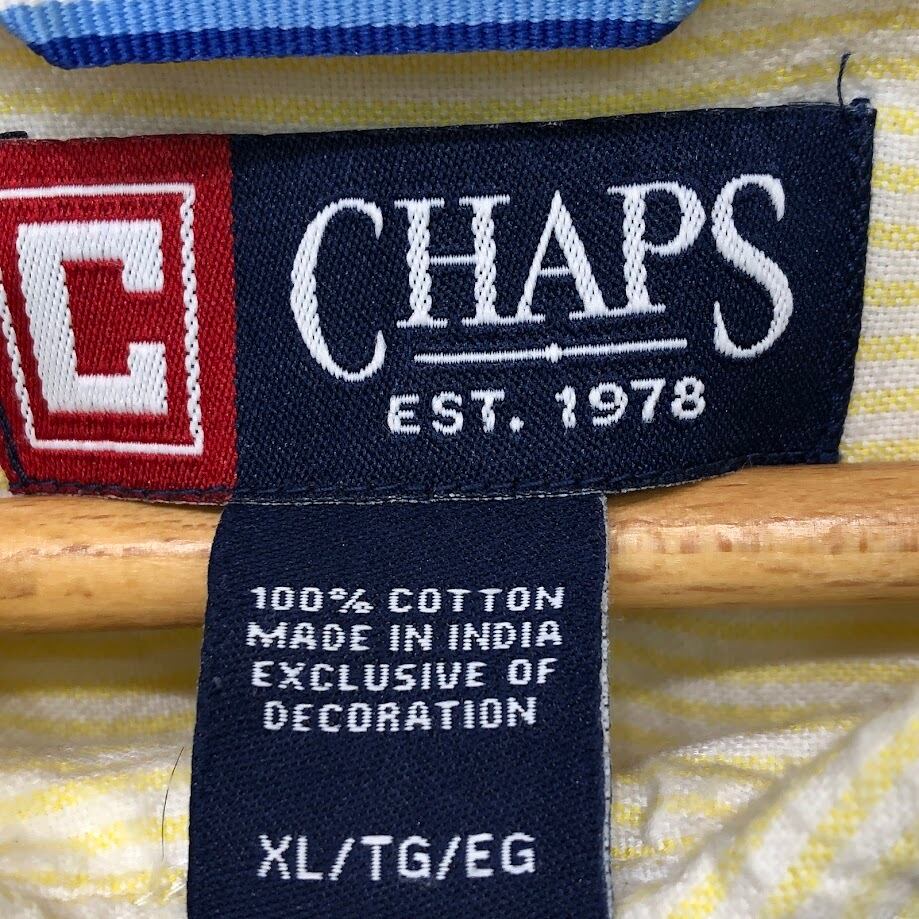 C
CHAPS
EST. 1978
100% COTTON
MADE IN INDIA
EXCLUSIVE OF
DECORATION
XL/TG/EG